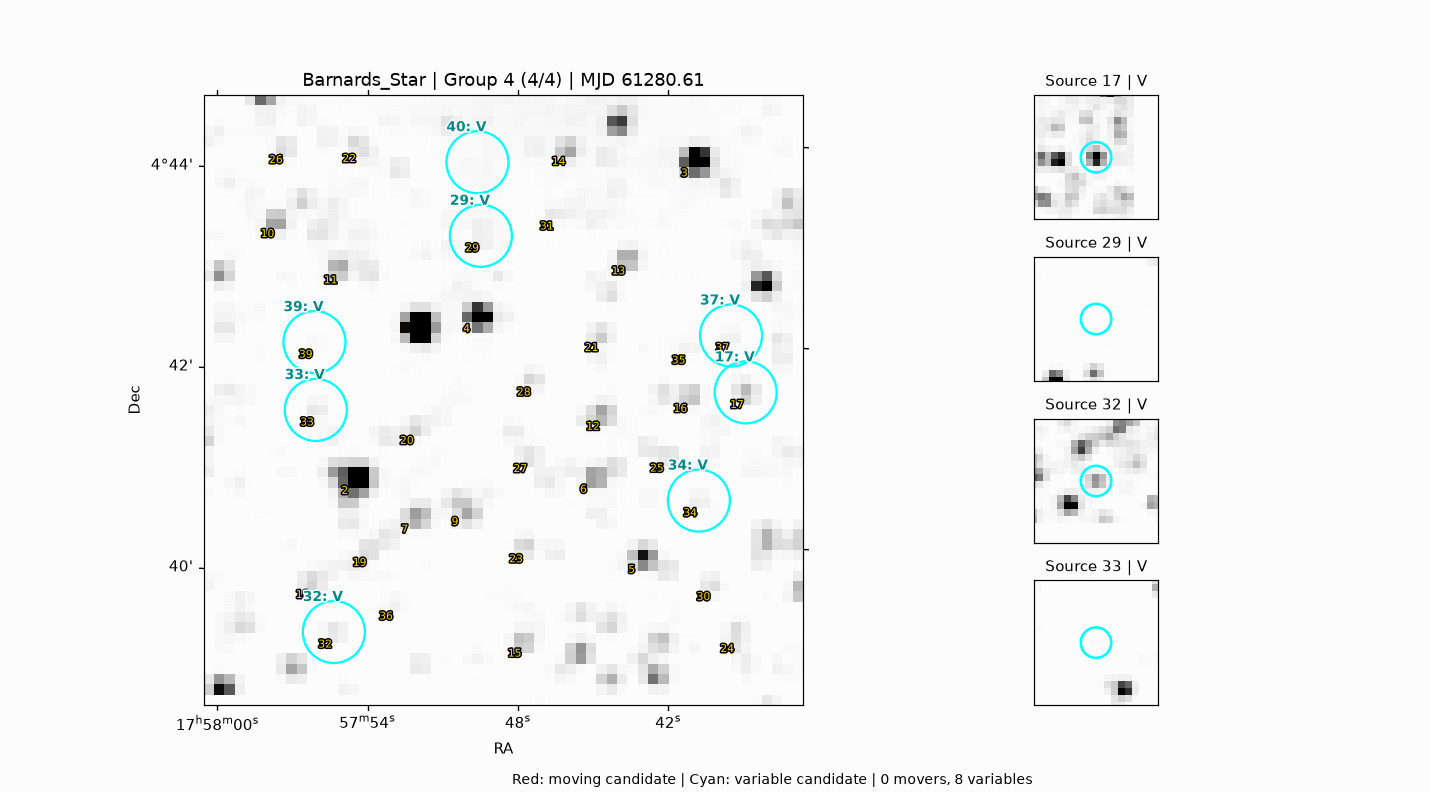 Barnards_Star | Group 4 (4/4) | MJD 61280.61
Source 17 | V
40: V
26
22
14
3
4°44'
29: V
31
10
29
Source 29 | V
13
11
39: V
37: V
4
21
37
39
35
17: V
42'
33: V
28
16
17
Dec
Source 32 | V
33
12
20
27
25
34: V
6
2
34
9
7
23
19
5
40'
Source 33 | V
32: V
30
36
32
24
15
17ʰ58ᵐ00ˢ
57ᵐ54ˢ
48ˢ
42ˢ
RA
Red: moving candidate | Cyan: variable candidate | 0 movers, 8 variables